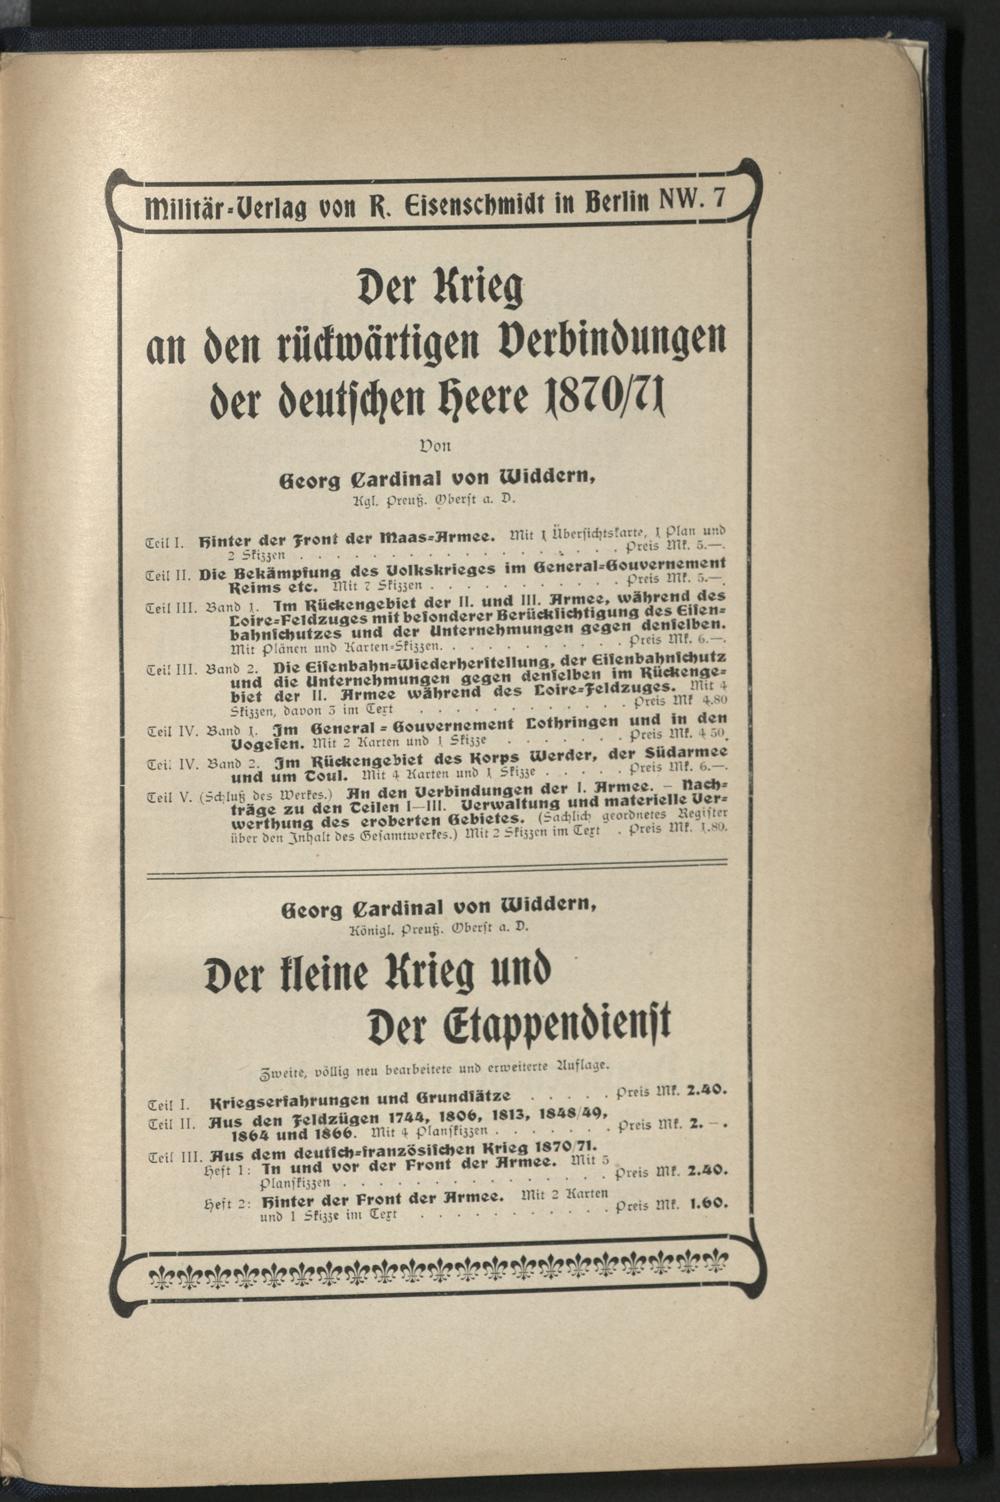 Militär-Verlag von R. Eisenschmidt in Berlin NW. 7
Der Krieg
an den rückwärtigen Verbindungen
der deutschen Heere 1870/71
Von
Georg Cardinal von Widdern,
Kgl. Preuß. Oberst a. D.
Teil I. Hinter der Front der Maas-Armee. Mit 1 Übersichtskarte, 1 Plan und
2 Skizzen . . . . . . . . . . . . . . . . . Preis Mk. 5.—.
Teil II. Die Bekämpfung des Volkskrieges im General-Gouvernement
Reims etc. Mit 7 Skizzen . . . . . . . . . . Preis Mk. 5.—.
Teil III. Band 1. Im Rückengebiet der II. und III. Armee, während des
Loire-Feldzuges mit besonderer Berücksichtigung des Eisen-
bahnschutzes und der Unternehmungen gegen denselben.
Mit Plänen und Karten-Skizzen. . . . . . . . . . Preis Mk. 6.—.
Teil III. Band 2. Die Eisenbahn-Wiederherstellung, der Eisenbahnschutz
und die Unternehmungen gegen denselben im Rückenge-
biet der II. Armee während des Loire-Feldzuges. Mit 4
Skizzen, davon 3 im Text . . . . . . . . . . . Preis Mk 4.80
Teil IV. Band 1. Im General-Gouvernement Lothringen und in den
Vogesen. Mit 2 Karten und 1 Skizze . . . . . . Preis Mk. 4 50.
Teil IV. Band 2. Im Rückengebiet des Korps Werder, der Südarmee
und um Toul. Mit 4 Karten und 1 Skizze . . . . . Preis Mk. 6.—.
Teil V. (Schluß des Werkes.) An den Verbindungen der I. Armee. — Nach-
träge zu den Teilen I—III. Verwaltung und materielle Ver-
werthung des eroberten Gebietes. (Sachlich geordnetes Register
über den Inhalt des Gesamtwerkes.) Mit 2 Skizzen im Text . Preis Mk. 1.80.
Georg Cardinal von Widdern,
Königl. Preuß. Oberst a. D.
Der kleine Krieg und
Der Etappendienst
Zweite, völlig neu bearbeitete und erweiterte Auflage.
Teil I. Kriegserfahrungen und Grundsätze . . . . . Preis Mk. 2.40.
Teil II. Aus den Feldzügen 1744, 1806, 1813, 1848/49,
1864 und 1866. Mit 4 Planskizzen . . . . . . . Preis Mk. 2. — .
Teil III. Aus dem deutsch-französischen Krieg 1870/71.
Heft 1: In und vor der Front der Armee. Mit 5
Planskizzen . . . . . . . . . . . . . . Preis Mk. 2.40.
Heft 2: Hinter der Front der Armee. Mit 2 Karten
und 1 Skizze im Text . . . . . . . . . . Preis Mk. 1.60.